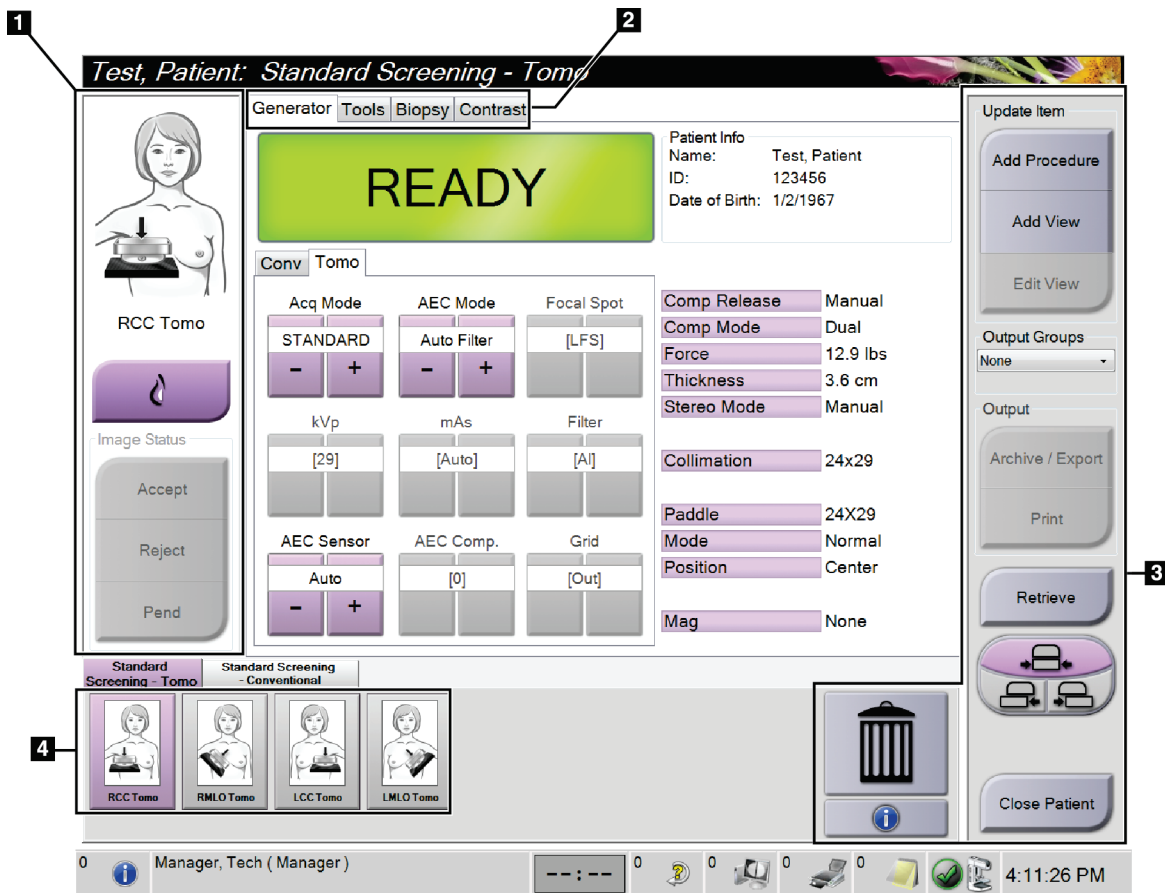 1
2
Test, Patient: Standard Screening - Tomo
Generator Tools Biopsy Contrast
READY
Patient Info
Name: Test, Patient
ID: 123456
Date of Birth: 1/2/1967
RCC Tomo
Image Status
Accept
Reject
Pend
Conv Tomo
Acq Mode AEC Mode Focal Spot
STANDARD Auto Filter [LFS]
- + - +
kVp mAs Filter
[29] [Auto] [Al]
AEC Sensor AEC Comp. Grid
Auto [0] [Out]
- +
Comp Release Manual
Comp Mode Dual
Force 12.9 lbs
Thickness 3.6 cm
Stereo Mode Manual
Collimation 24x29
Paddle 24X29
Mode Normal
Position Center
Mag None
Update Item
Add Procedure
Add View
Edit View
Output Groups
None
Output
Archive / Export
Print
3
Retrieve
Close Patient
Standard
Screening - Tomo
Standard Screening
- Conventional
4
RCC Tomo RMLO Tomo LCC Tomo LMLO Tomo
i
0 i Manager, Tech ( Manager ) --:-- 0 ? 0 0 0 4:11:26 PM